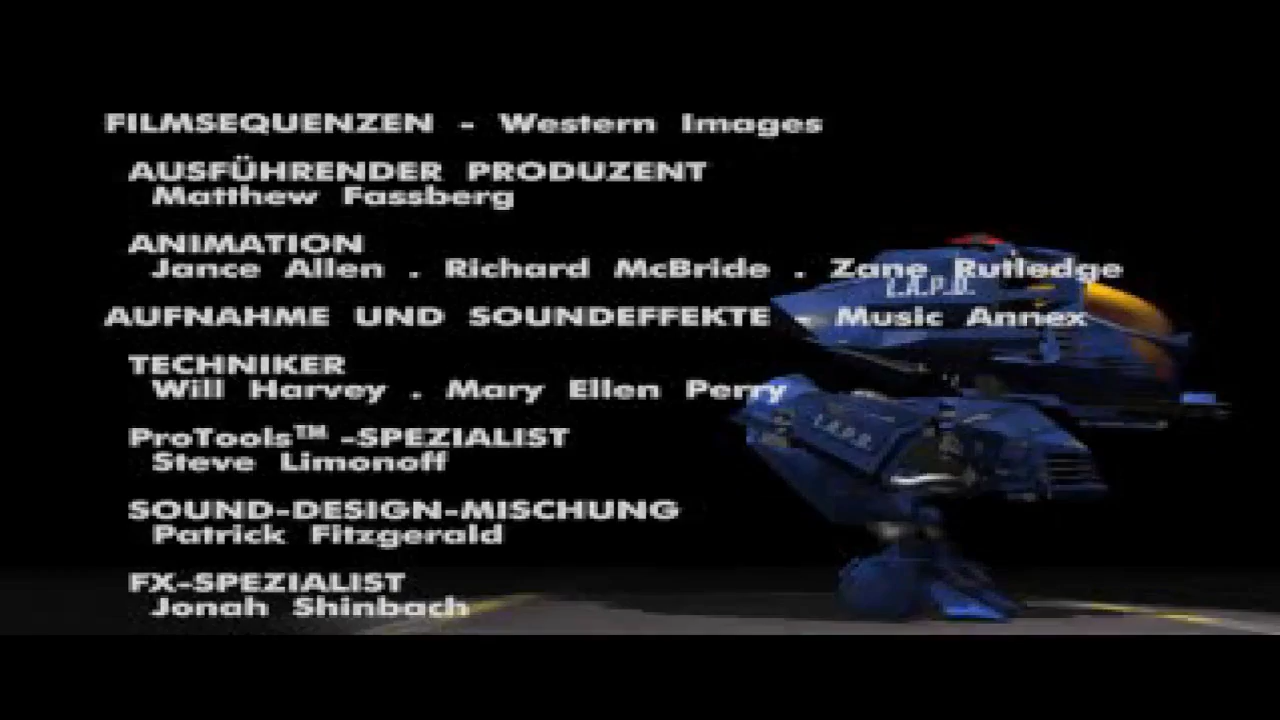 FILMSEQUENZEN - Western Images
AUSFÜHRENDER PRODUZENT
Matthew Fassberg
ANIMATION
Jance Allen . Richard McBride . Zane Rutledge
L.A.P.D.
AUFNAHME UND SOUNDEFFEKTE - Music Annex
TECHNIKER
Will Harvey . Mary Ellen Perry
L.A.P.D.
ProTools™ -SPEZIALIST
Steve Limonoff
SOUND-DESIGN-MISCHUNG
Patrick Fitzgerald
FX-SPEZIALIST
Jonah Shinbach